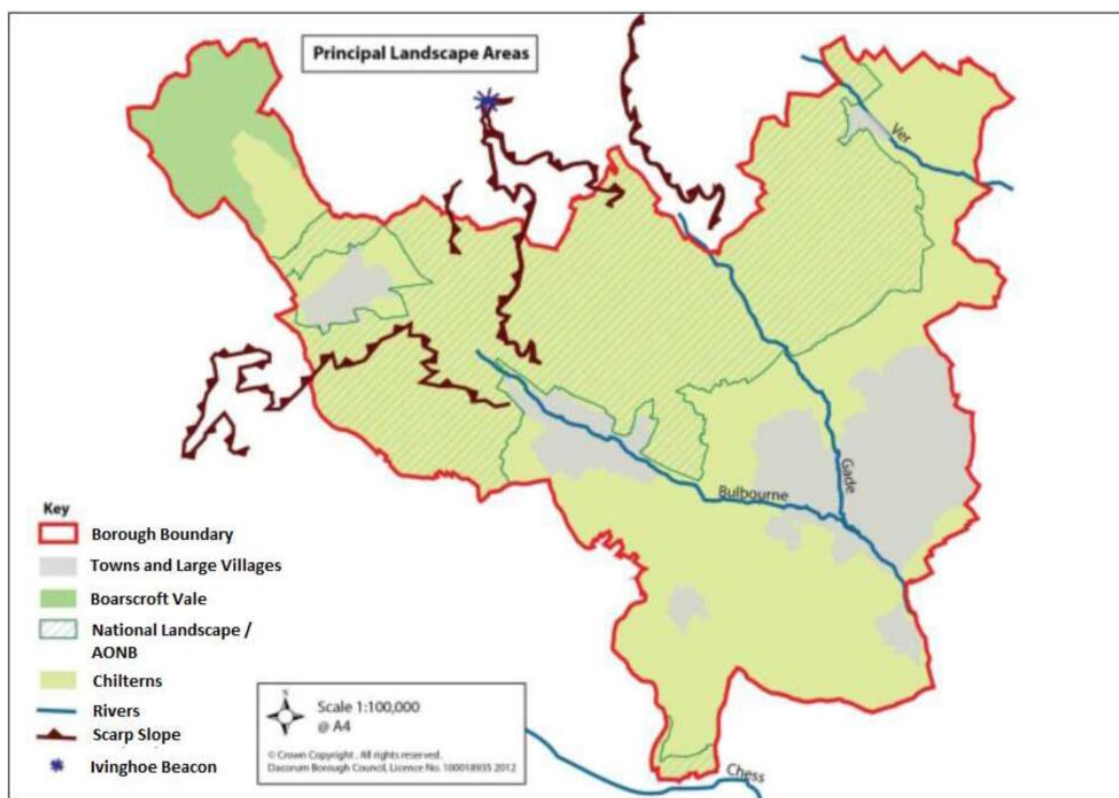 Principal Landscape Areas
Ver
Gade
Bulbourne
Key
Borough Boundary
Towns and Large Villages
Boarscroft Vale
National Landscape /
AONB
Chilterns
Rivers
Scarp Slope
Ivinghoe Beacon
N
Scale 1:100,000
@ A4
© Crown Copyright . All rights reserved.
Dacorum Borough Council, Licence No. 100018935 2012
Chess